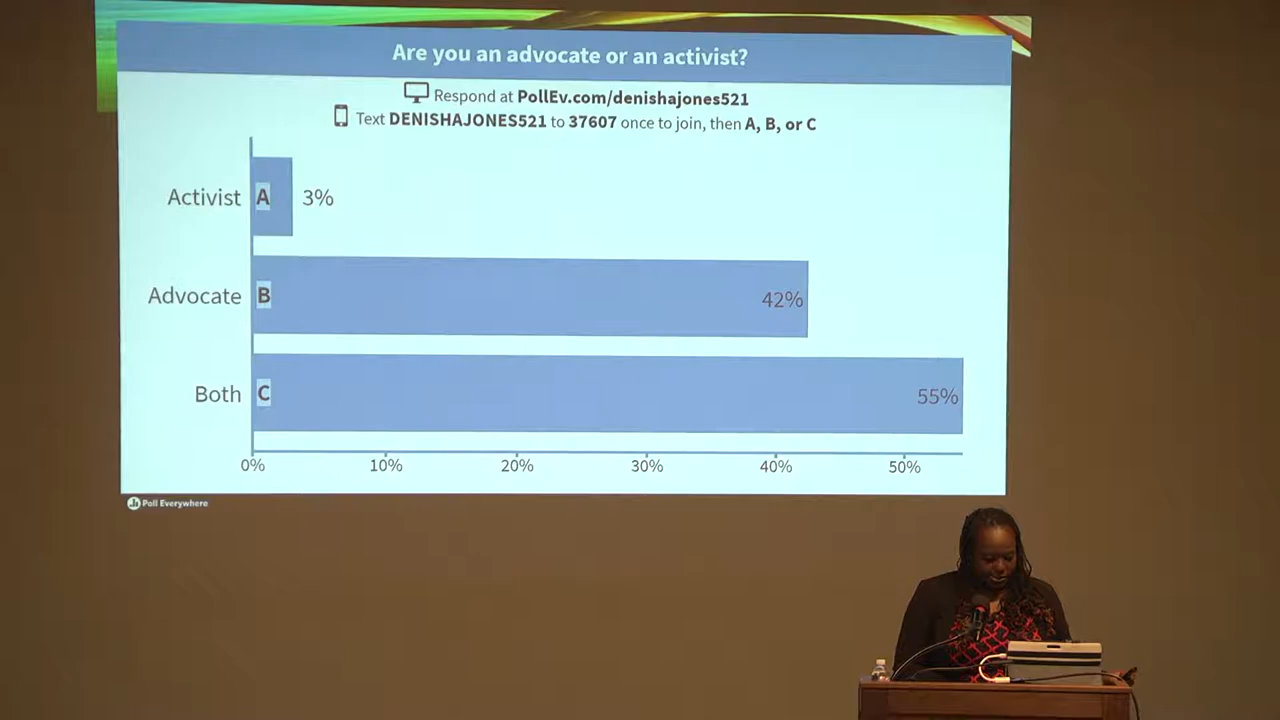 Are you an advocate or an activist?
Respond at PollEv.com/denishajones521
Text DENISHAJONES521 to 37607 once to join, then A, B, or C
Activist A 3%
Advocate B 42%
Both C 55%
0% 10% 20% 30% 40% 50%
Poll Everywhere